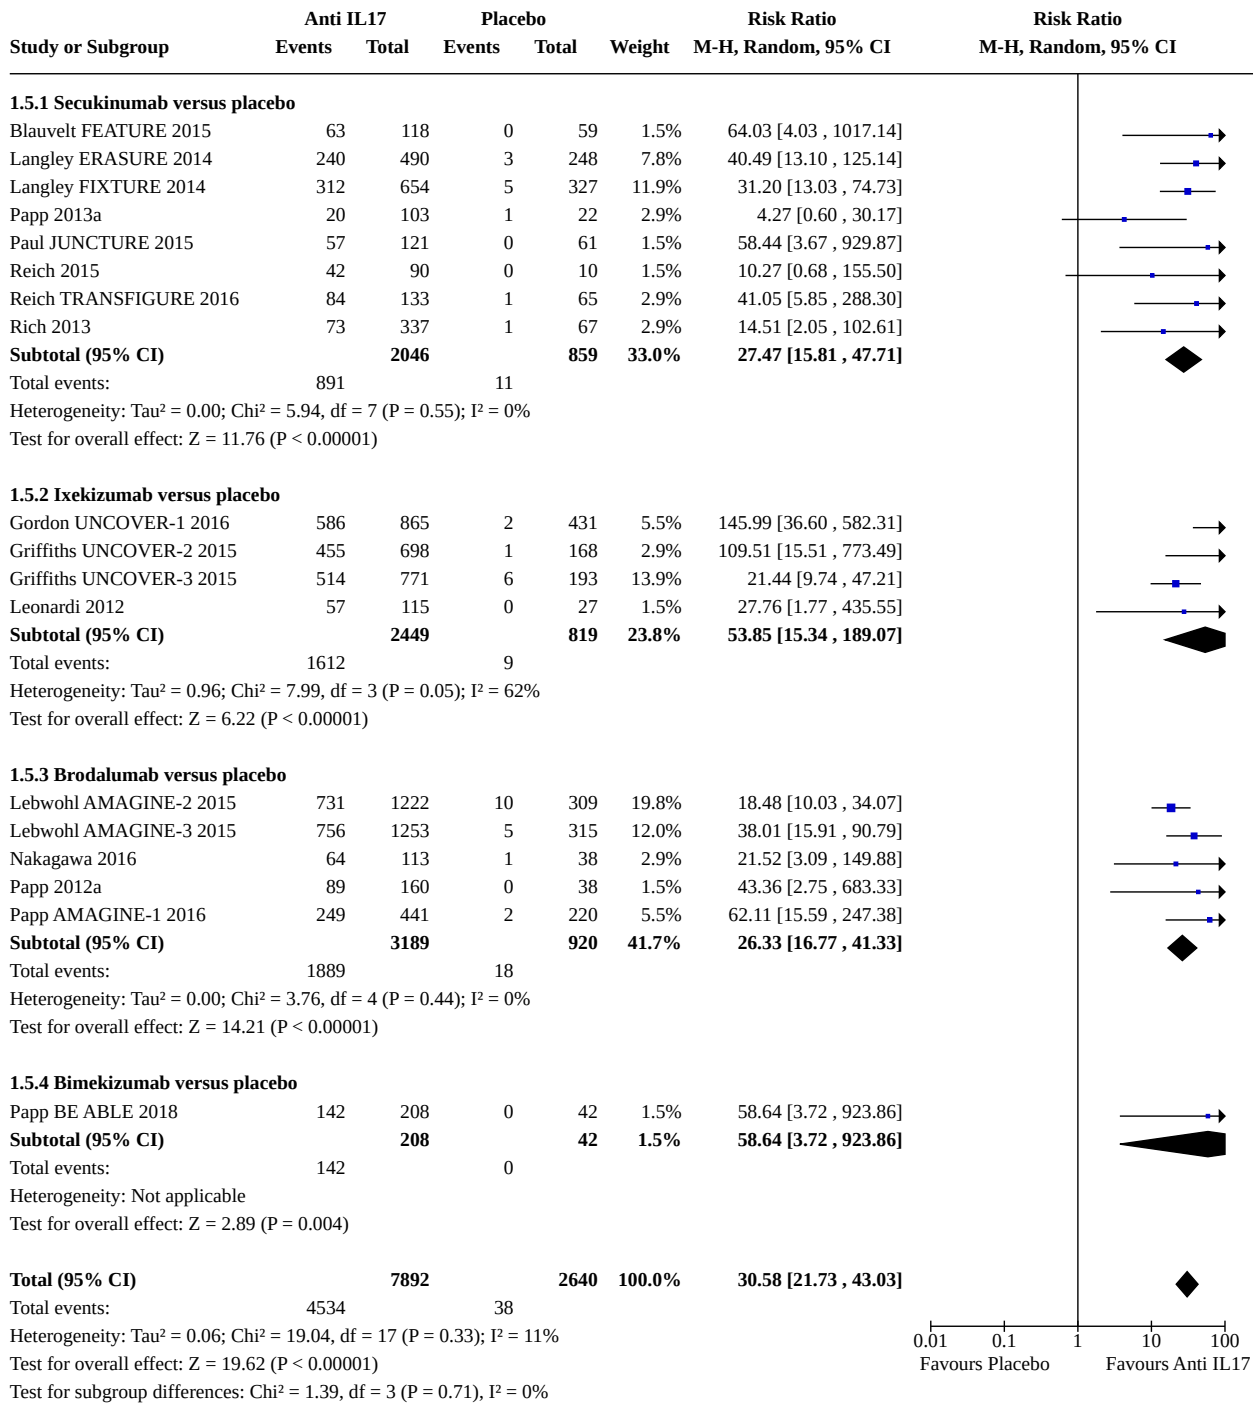 Anti IL17 Placebo Risk Ratio Risk Ratio
Study or Subgroup Events Total Events Total Weight M-H, Random, 95% CI M-H, Random, 95% CI
1.5.1 Secukinumab versus placebo
Blauvelt FEATURE 2015 63 118 0 59 1.5% 64.03 [4.03 , 1017.14]
Langley ERASURE 2014 240 490 3 248 7.8% 40.49 [13.10 , 125.14]
Langley FIXTURE 2014 312 654 5 327 11.9% 31.20 [13.03 , 74.73]
Papp 2013a 20 103 1 22 2.9% 4.27 [0.60 , 30.17]
Paul JUNCTURE 2015 57 121 0 61 1.5% 58.44 [3.67 , 929.87]
Reich 2015 42 90 0 10 1.5% 10.27 [0.68 , 155.50]
Reich TRANSFIGURE 2016 84 133 1 65 2.9% 41.05 [5.85 , 288.30]
Rich 2013 73 337 1 67 2.9% 14.51 [2.05 , 102.61]
Subtotal (95% CI) 2046 859 33.0% 27.47 [15.81 , 47.71]
Total events: 891 11
Heterogeneity: Tau² = 0.00; Chi² = 5.94, df = 7 (P = 0.55); I² = 0%
Test for overall effect: Z = 11.76 (P < 0.00001)
1.5.2 Ixekizumab versus placebo
Gordon UNCOVER-1 2016 586 865 2 431 5.5% 145.99 [36.60 , 582.31]
Griffiths UNCOVER-2 2015 455 698 1 168 2.9% 109.51 [15.51 , 773.49]
Griffiths UNCOVER-3 2015 514 771 6 193 13.9% 21.44 [9.74 , 47.21]
Leonardi 2012 57 115 0 27 1.5% 27.76 [1.77 , 435.55]
Subtotal (95% CI) 2449 819 23.8% 53.85 [15.34 , 189.07]
Total events: 1612 9
Heterogeneity: Tau² = 0.96; Chi² = 7.99, df = 3 (P = 0.05); I² = 62%
Test for overall effect: Z = 6.22 (P < 0.00001)
1.5.3 Brodalumab versus placebo
Lebwohl AMAGINE-2 2015 731 1222 10 309 19.8% 18.48 [10.03 , 34.07]
Lebwohl AMAGINE-3 2015 756 1253 5 315 12.0% 38.01 [15.91 , 90.79]
Nakagawa 2016 64 113 1 38 2.9% 21.52 [3.09 , 149.88]
Papp 2012a 89 160 0 38 1.5% 43.36 [2.75 , 683.33]
Papp AMAGINE-1 2016 249 441 2 220 5.5% 62.11 [15.59 , 247.38]
Subtotal (95% CI) 3189 920 41.7% 26.33 [16.77 , 41.33]
Total events: 1889 18
Heterogeneity: Tau² = 0.00; Chi² = 3.76, df = 4 (P = 0.44); I² = 0%
Test for overall effect: Z = 14.21 (P < 0.00001)
1.5.4 Bimekizumab versus placebo
Papp BE ABLE 2018 142 208 0 42 1.5% 58.64 [3.72 , 923.86]
Subtotal (95% CI) 208 42 1.5% 58.64 [3.72 , 923.86]
Total events: 142 0
Heterogeneity: Not applicable
Test for overall effect: Z = 2.89 (P = 0.004)
Total (95% CI) 7892 2640 100.0% 30.58 [21.73 , 43.03]
Total events: 4534 38
Heterogeneity: Tau² = 0.06; Chi² = 19.04, df = 17 (P = 0.33); I² = 11%
0.01 0.1 1 10 100
Test for overall effect: Z = 19.62 (P < 0.00001) Favours Placebo Favours Anti IL17
Test for subgroup differences: Chi² = 1.39, df = 3 (P = 0.71), I² = 0%